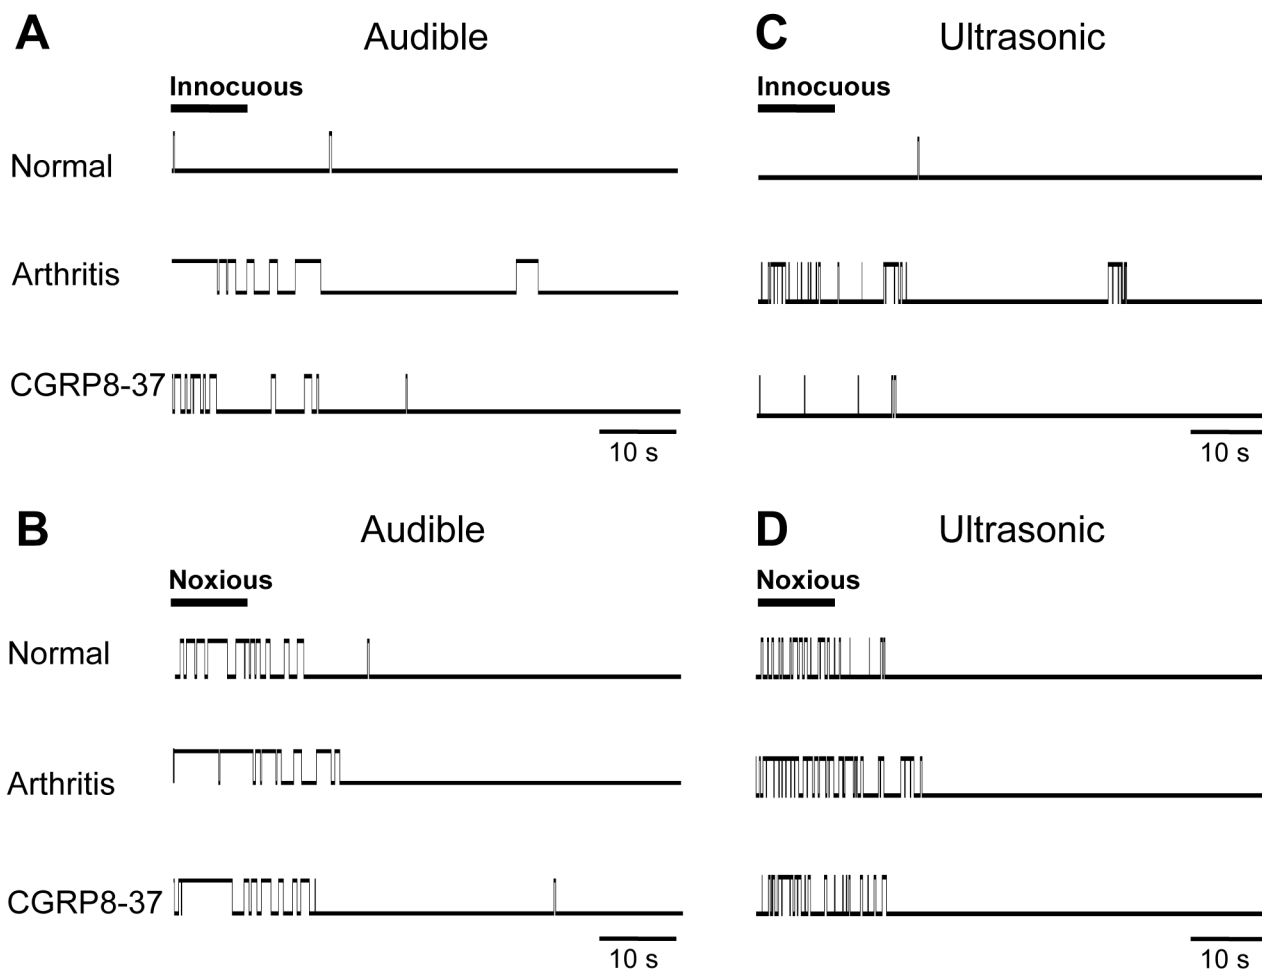 A
Audible
Innocuous
Normal
Arthritis
CGRP8-37
10 s
C
Ultrasonic
Innocuous
10 s
B
Audible
Noxious
Normal
Arthritis
CGRP8-37
10 s
D
Ultrasonic
Noxious
10 s